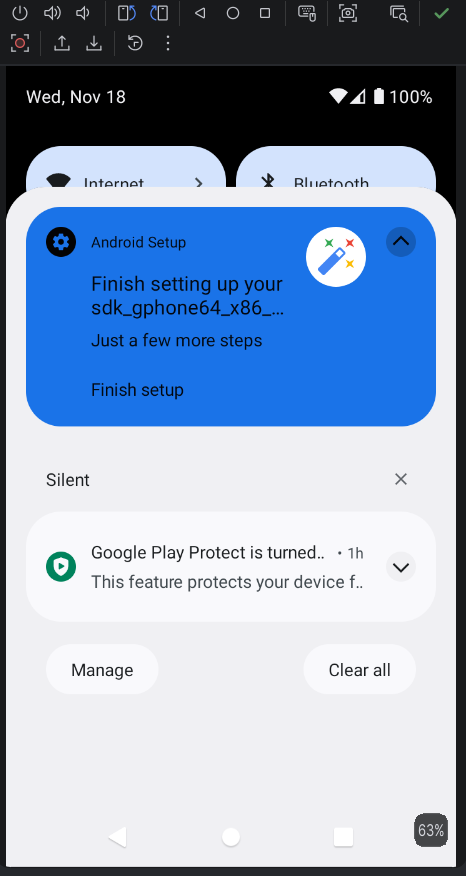 Wed, Nov 18
100%
Internet
Bluetooth
Android Setup
Finish setting up your
sdk_gphone64_x86_...
Just a few more steps
Finish setup
Silent
Google Play Protect is turned.. • 1h
This feature protects your device f..
Manage
Clear all
63%